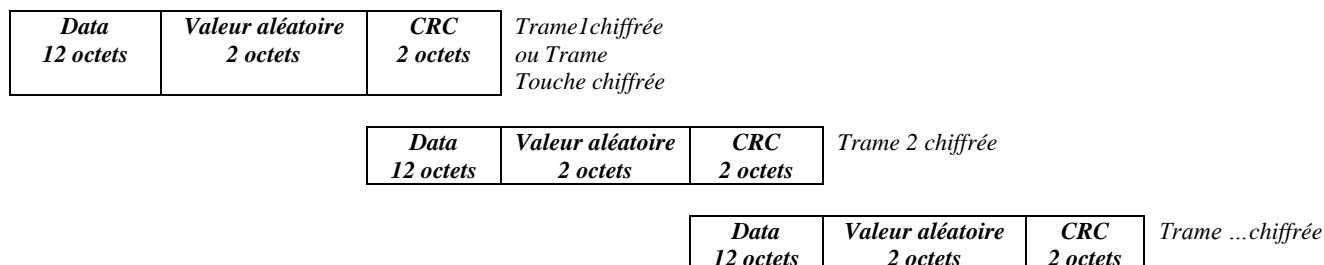 Data Valeur aléatoire CRC Trame1chiffrée
12 octets 2 octets 2 octets ou Trame
Touche chiffrée
Data Valeur aléatoire CRC Trame 2 chiffrée
12 octets 2 octets 2 octets
Data Valeur aléatoire CRC Trame …chiffrée
12 octets 2 octets 2 octets